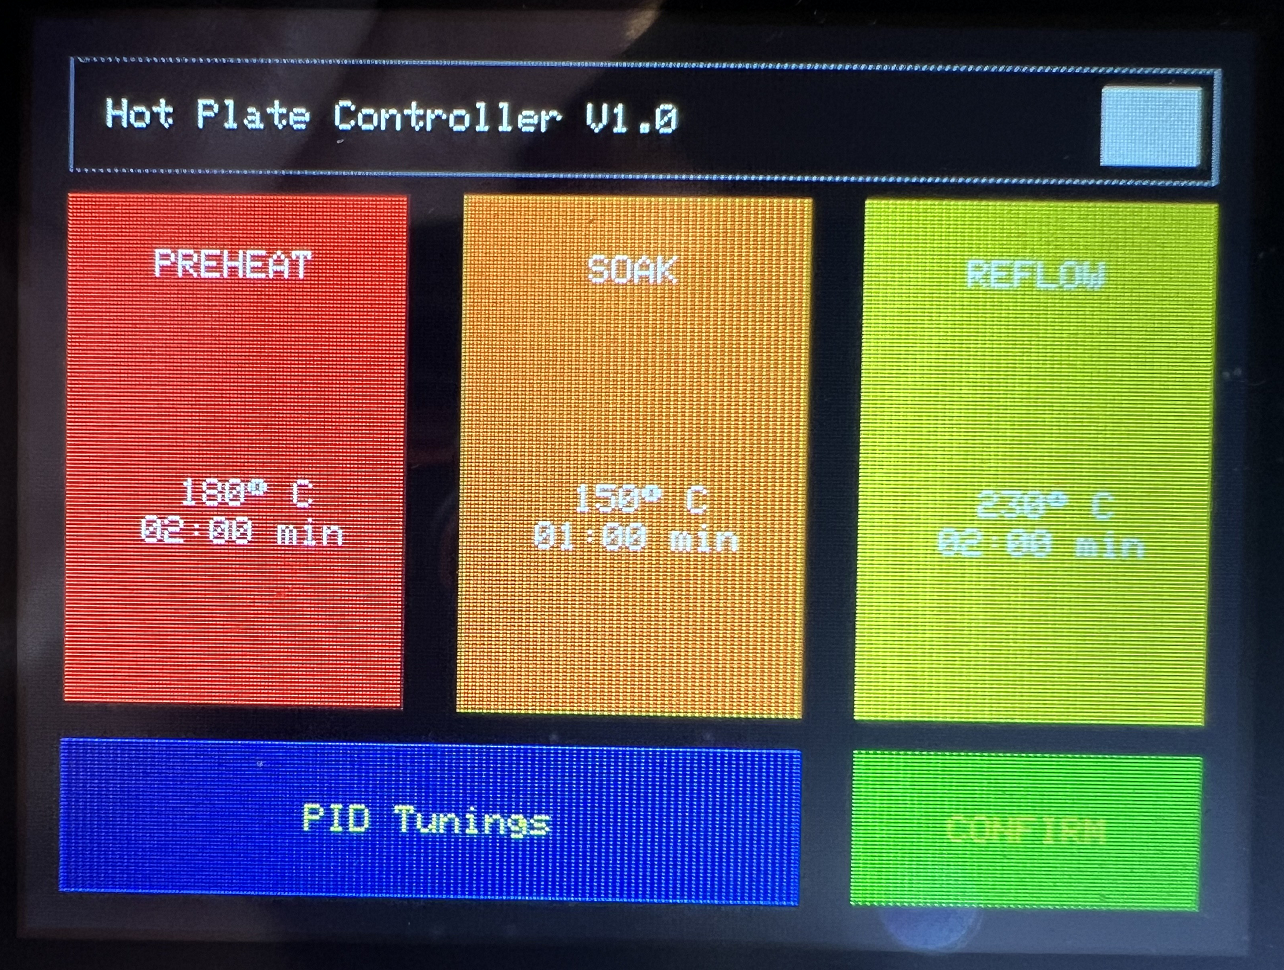 Hot Plate Controller V1.0
PREHEAT
180° C
02:00 min
SOAK
150° C
01:00 min
REFLOW
230° C
02:00 min
PID Tunings
CONFIRM